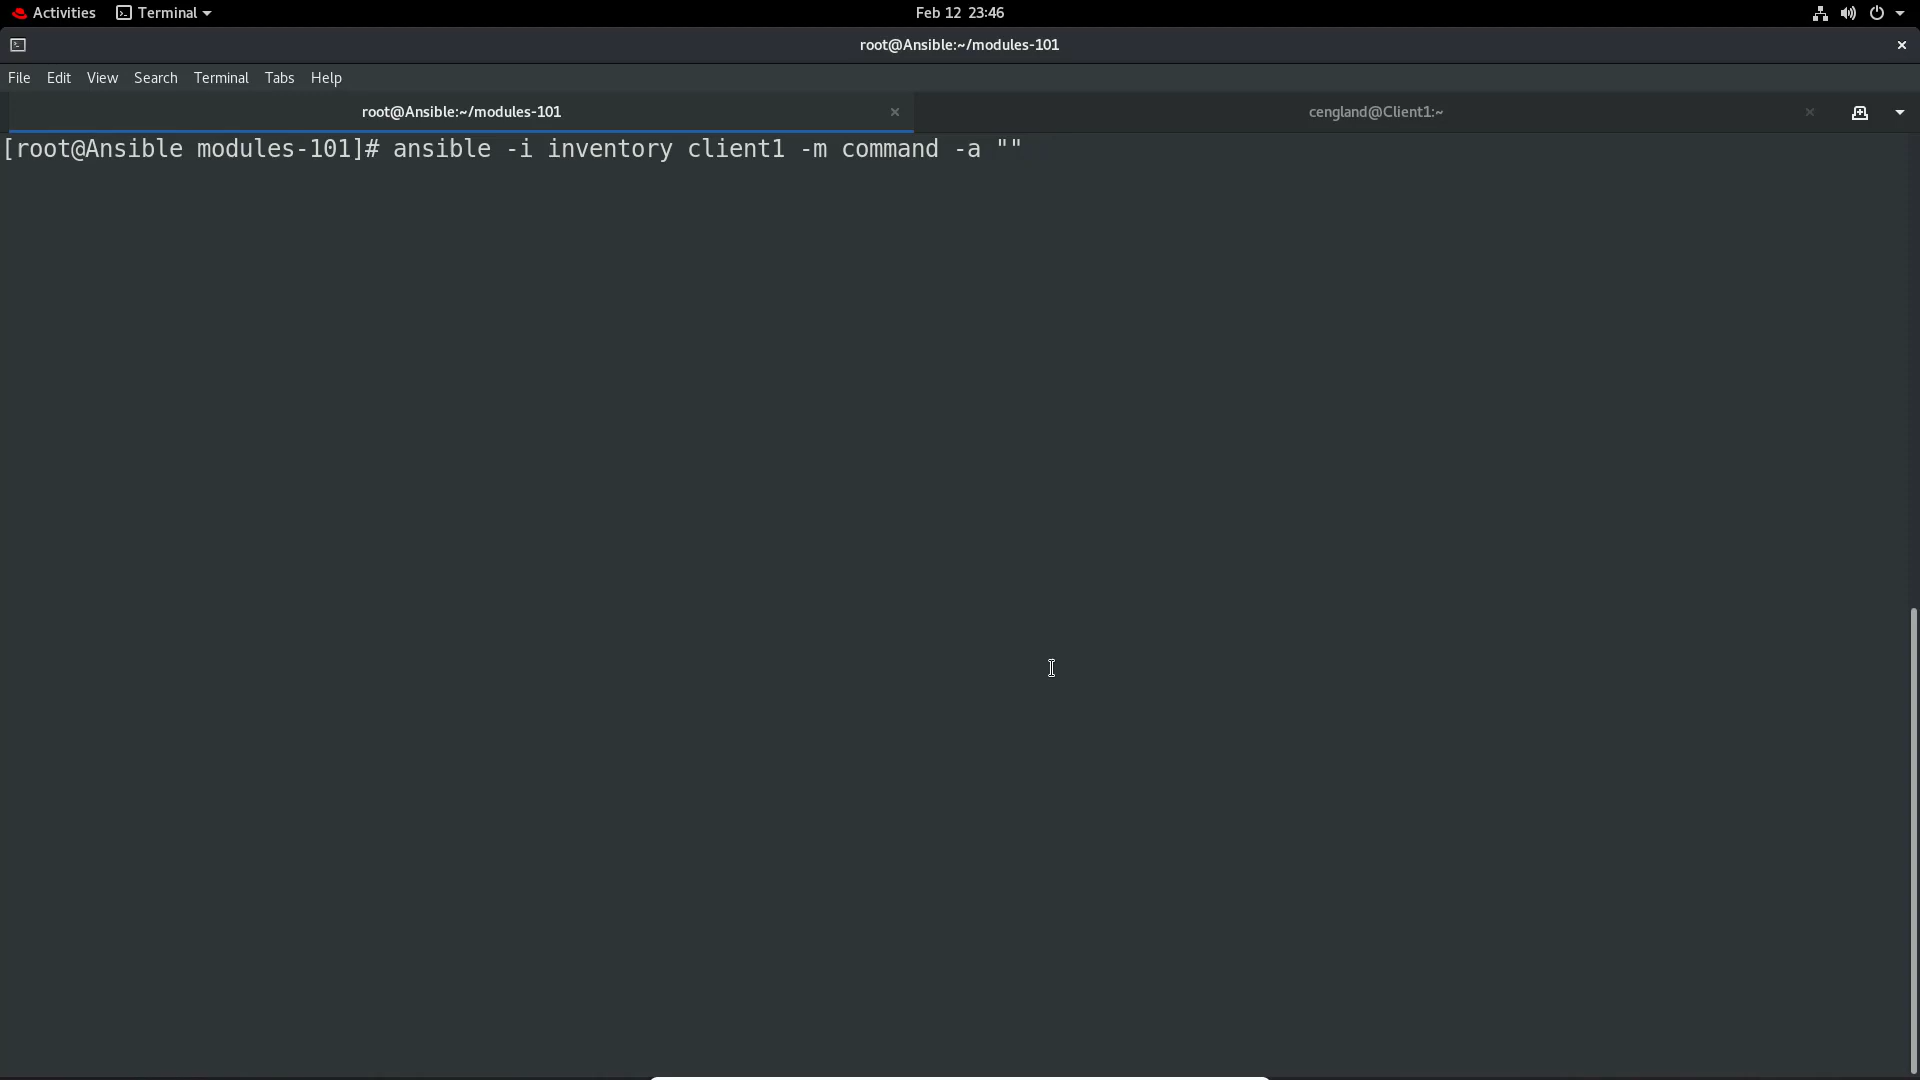 Activities Terminal Feb 12 23:46
root@Ansible:~/modules-101
File Edit View Search Terminal Tabs Help
root@Ansible:~/modules-101 cengland@Client1:~
[root@Ansible modules-101]# ansible -i inventory client1 -m command -a ""